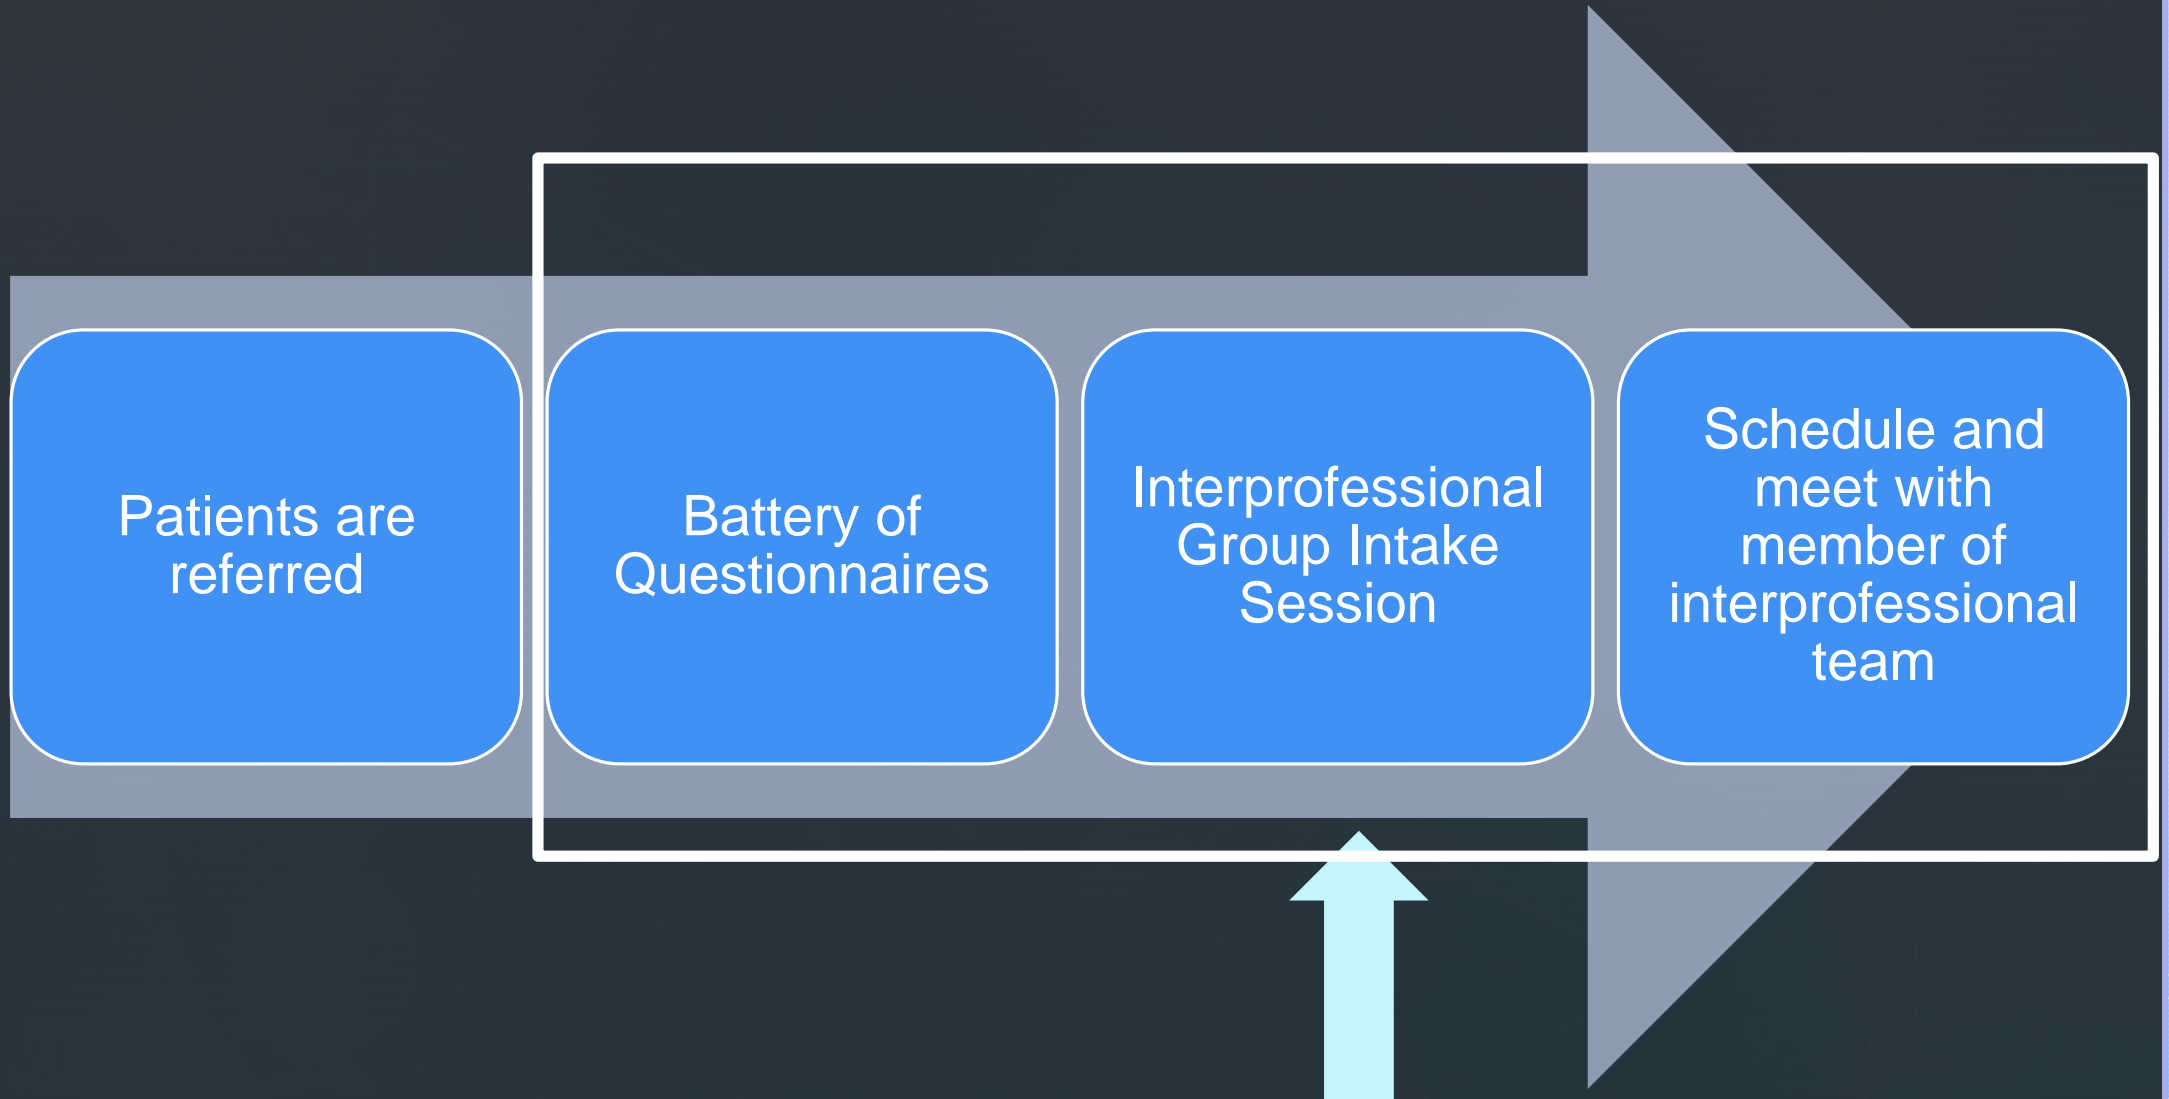 Patients are
referred
Battery of
Questionnaires
Interprofessional
Group Intake
Session
Schedule and
meet with
member of
interprofessional
team